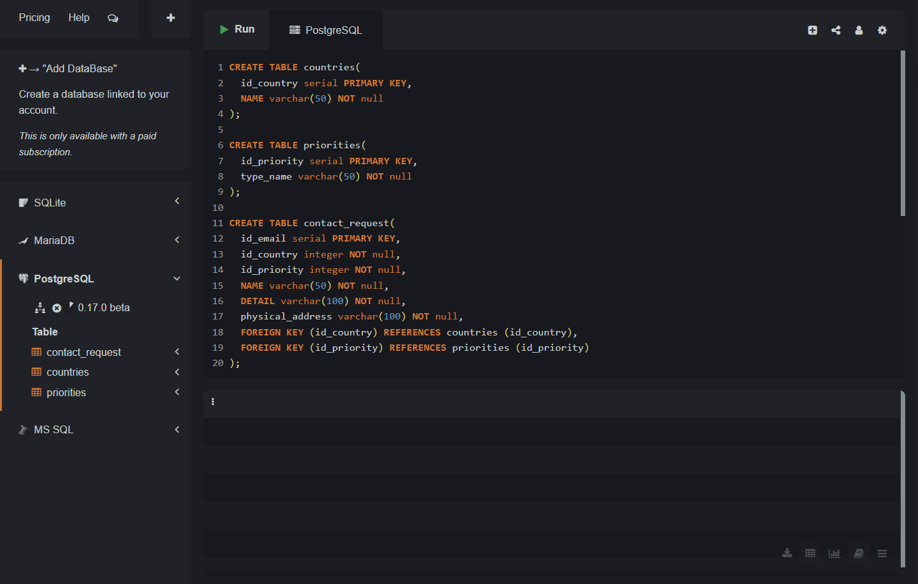 Pricing Help
Run PostgreSQL
"Add DataBase"
Create a database linked to your
account.
This is only available with a paid
subscription.
SQLite
MariaDB
PostgreSQL
0.17.0 beta
Table
contact_request
countries
priorities
MS SQL
1 CREATE TABLE countries(
2 id_country serial PRIMARY KEY,
3 NAME varchar(50) NOT null
4 );
5
6 CREATE TABLE priorities(
7 id_priority serial PRIMARY KEY,
8 type_name varchar(50) NOT null
9 );
10
11 CREATE TABLE contact_request(
12 id_email serial PRIMARY KEY,
13 id_country integer NOT null,
14 id_priority integer NOT null,
15 NAME varchar(50) NOT null,
16 DETAIL varchar(100) NOT null,
17 physical_address varchar(100) NOT null,
18 FOREIGN KEY (id_country) REFERENCES countries (id_country),
19 FOREIGN KEY (id_priority) REFERENCES priorities (id_priority)
20 );